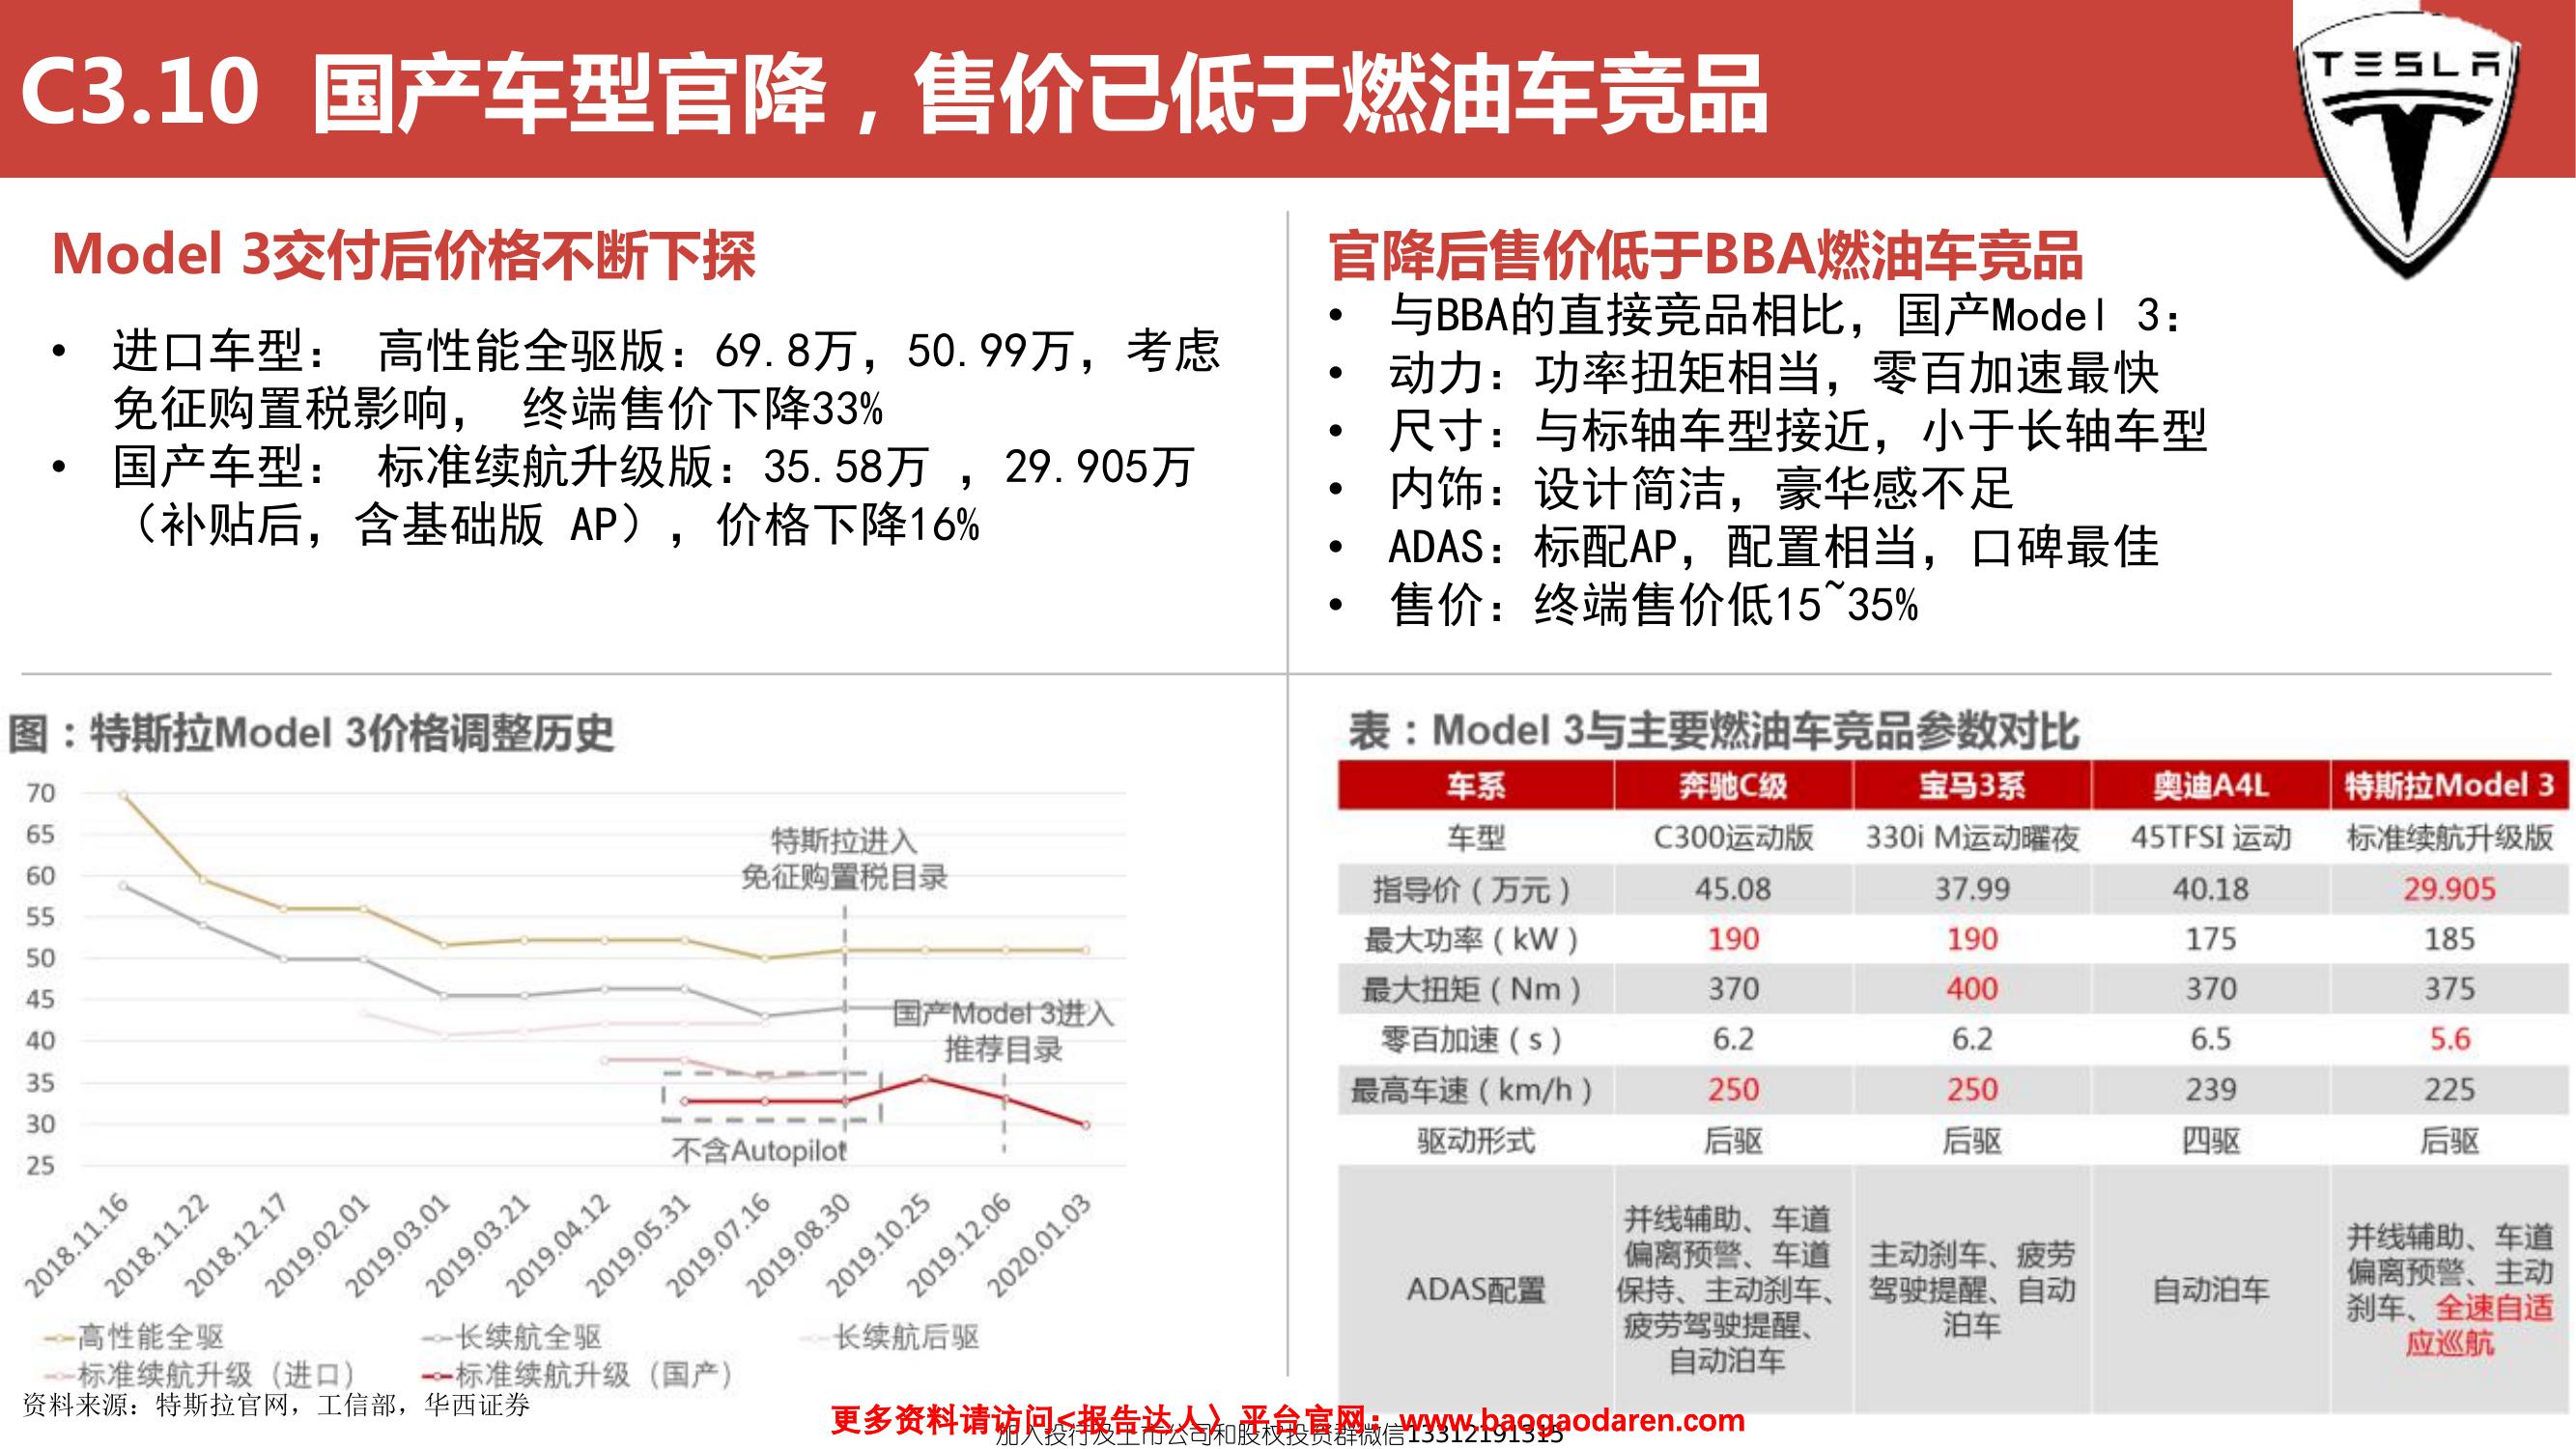 C3.10 国产车型官降，售价已低于燃油车竞品
TESLA
Model 3交付后价格不断下探
• 进口车型： 高性能全驱版：69.8万，50.99万，考虑
免征购置税影响， 终端售价下降33%
• 国产车型： 标准续航升级版：35.58万 ，29.905万
（补贴后，含基础版 AP），价格下降16%
官降后售价低于BBA燃油车竞品
• 与BBA的直接竞品相比，国产Model 3：
• 动力：功率扭矩相当，零百加速最快
• 尺寸：与标轴车型接近，小于长轴车型
• 内饰：设计简洁，豪华感不足
• ADAS：标配AP，配置相当，口碑最佳
• 售价：终端售价低15~35%
图：特斯拉Model 3价格调整历史
70
65
60
55
50
45
40
35
30
25
特斯拉进入
免征购置税目录
国产Model 3进入
推荐目录
不含Autopilot
2018.11.16 2018.11.22 2018.12.17 2019.02.01 2019.03.01 2019.03.21 2019.04.12 2019.05.31 2019.07.16 2019.08.30 2019.10.25 2019.12.06 2020.01.03
高性能全驱 长续航全驱 长续航后驱
标准续航升级（进口） 标准续航升级（国产）
资料来源：特斯拉官网，工信部，华西证券
表：Model 3与主要燃油车竞品参数对比
车系 奔驰C级 宝马3系 奥迪A4L 特斯拉Model 3
车型 C300运动版 330i M运动曜夜 45TFSI 运动 标准续航升级版
指导价（万元） 45.08 37.99 40.18 29.905
最大功率（kW） 190 190 175 185
最大扭矩（Nm） 370 400 370 375
零百加速（s） 6.2 6.2 6.5 5.6
最高车速（km/h） 250 250 239 225
驱动形式 后驱 后驱 四驱 后驱
ADAS配置
并线辅助、车道
偏离预警、车道
保持、主动刹车、
疲劳驾驶提醒、
自动泊车
主动刹车、疲劳
驾驶提醒、自动
泊车
自动泊车
并线辅助、车道
偏离预警、主动
刹车、全速自适
应巡航
更多资料请访问<报告达人〉平台官网：www.baogaodaren.com
加入投行及上市公司和股权投资群微信13312191315